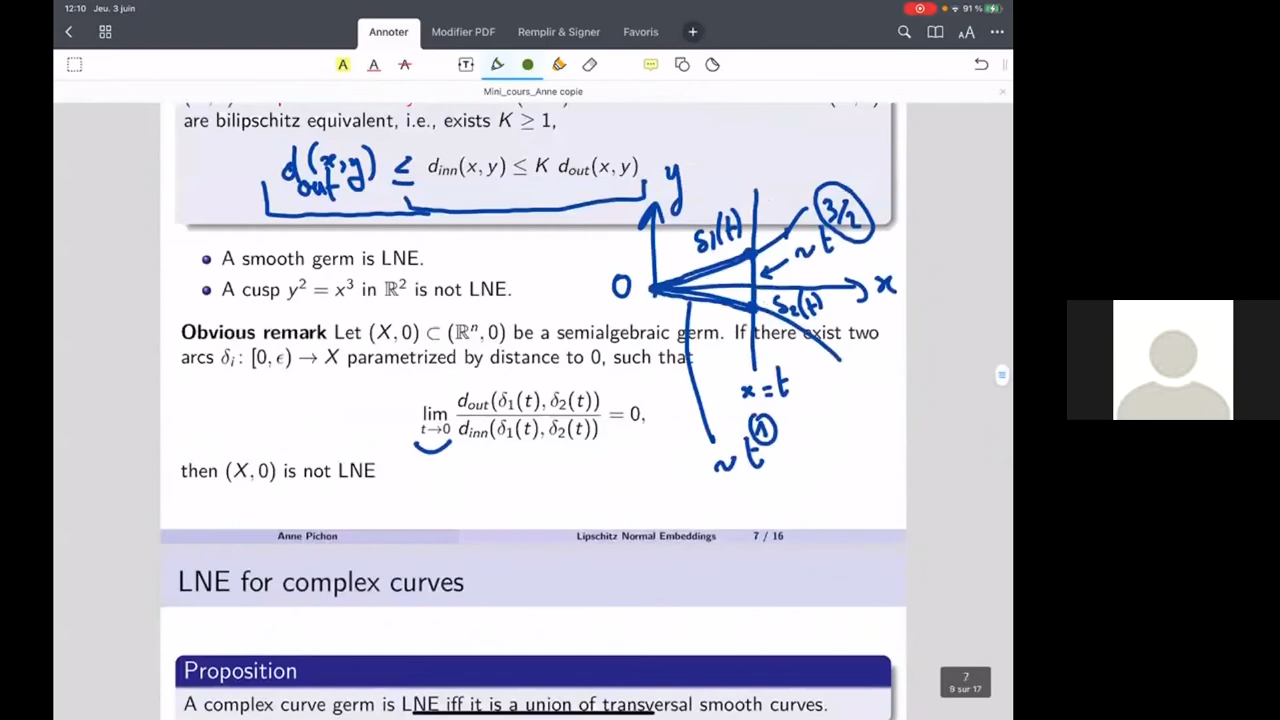 12:10 Jeu. 3 juin
91 %
Annoter
Modifier PDF
Remplir & Signer
Favoris
Mini_cours_Anne copie
are bilipschitz equivalent, i.e., exists K ≥ 1,
d_out(x,y) ≤ d_inn(x, y) ≤ K d_out(x, y)
y
δ1(t)
3/2
~ t
0
x
δ2(t)
x = t
~ t^1
• A smooth germ is LNE.
• A cusp y² = x³ in ℝ² is not LNE.
Obvious remark Let (X, 0) ⊂ (ℝⁿ, 0) be a semialgebraic germ. If there exist two
arcs δ_i : [0, ε) → X parametrized by distance to 0, such that
lim_{t→0} d_out(δ1(t), δ2(t)) / d_inn(δ1(t), δ2(t)) = 0,
then (X, 0) is not LNE
Anne Pichon
Lipschitz Normal Embeddings
7 / 16
LNE for complex curves
Proposition
A complex curve germ is LNE iff it is a union of transversal smooth curves.
7
9 sur 17